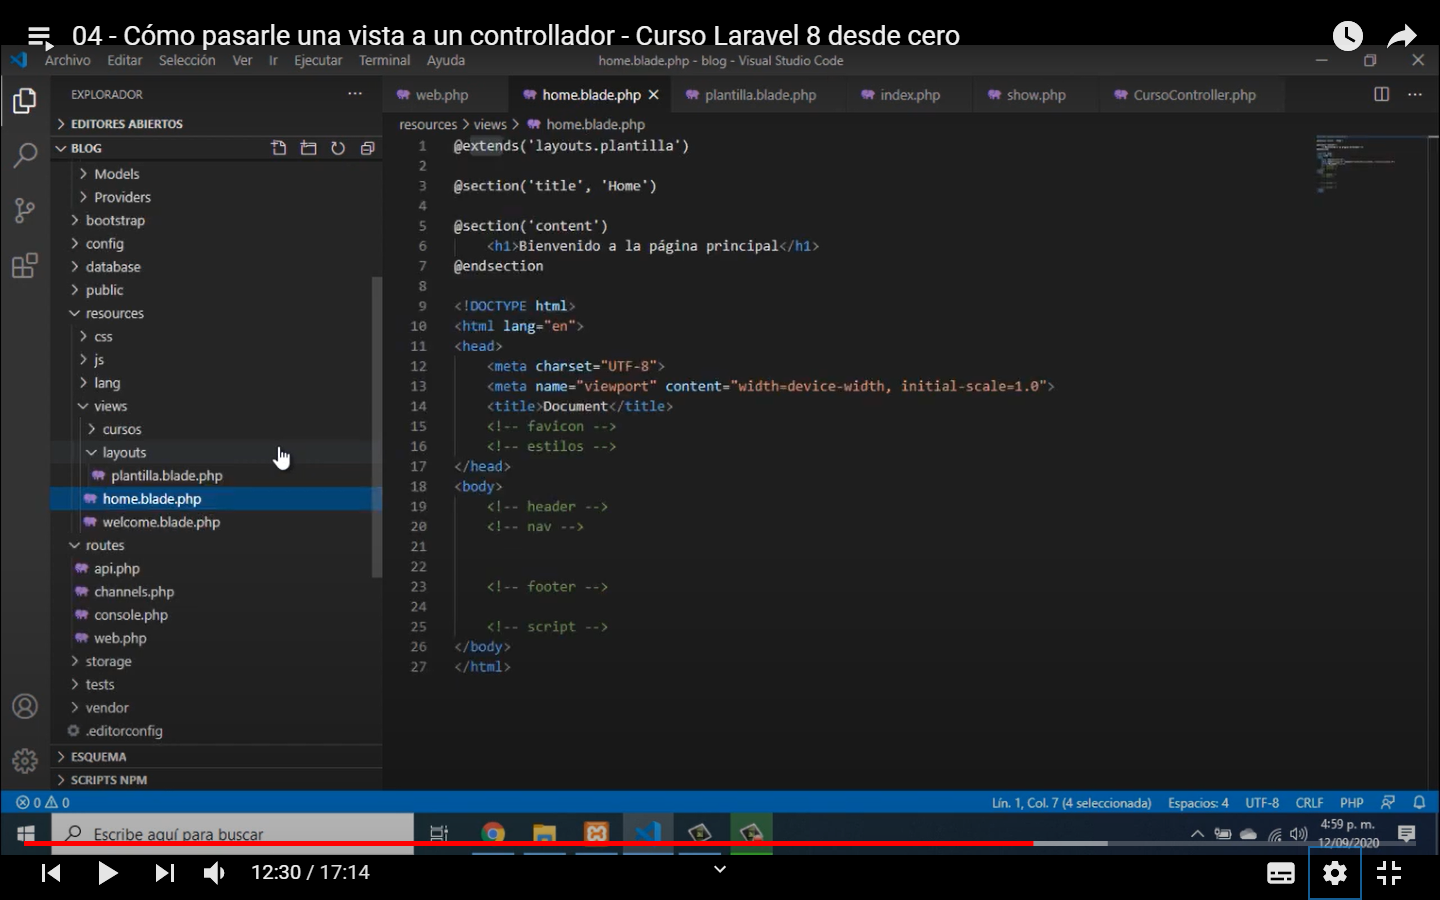 04 - Cómo pasarle una vista a un controllador - Curso Laravel 8 desde cero
Archivo Editar Selección Ver Ir Ejecutar Terminal Ayuda
home.blade.php - blog - Visual Studio Code
EXPLORADOR
EDITORES ABIERTOS
BLOG
Models
Providers
bootstrap
config
database
public
resources
css
js
lang
views
cursos
layouts
plantilla.blade.php
home.blade.php
welcome.blade.php
routes
api.php
channels.php
console.php
web.php
storage
tests
vendor
.editorconfig
ESQUEMA
SCRIPTS NPM
web.php home.blade.php plantilla.blade.php index.php show.php CursoController.php
resources > views > home.blade.php
1 @extends('layouts.plantilla')
2
3 @section('title', 'Home')
4
5 @section('content')
6 <h1>Bienvenido a la página principal</h1>
7 @endsection
8
9 <!DOCTYPE html>
10 <html lang="en">
11 <head>
12 <meta charset="UTF-8">
13 <meta name="viewport" content="width=device-width, initial-scale=1.0">
14 <title>Document</title>
15 <!-- favicon -->
16 <!-- estilos -->
17 </head>
18 <body>
19 <!-- header -->
20 <!-- nav -->
21
22
23 <!-- footer -->
24
25 <!-- script -->
26 </body>
27 </html>
0 0
Lín. 1, Col. 7 (4 seleccionada) Espacios: 4 UTF-8 CRLF PHP
Escribe aquí para buscar
4:59 p. m.
12/09/2020
12:30 / 17:14